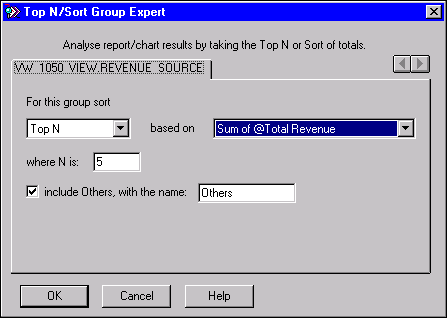 Top N/Sort Group Expert
Analyse report/chart results by taking the Top N or Sort of totals.
VW_1050_VIEW.REVENUE_SOURCE
For this group sort
Top N based on Sum of @Total Revenue
where N is: 5
include Others, with the name: Others
OK Cancel Help